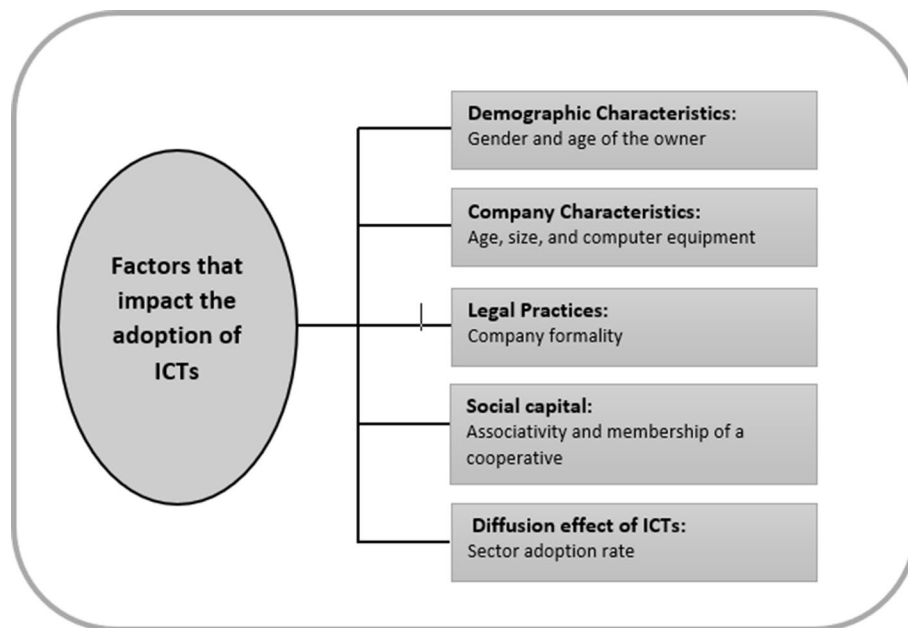 Factors that
impact the
adoption of
ICTs
Demographic Characteristics:
Gender and age of the owner
Company Characteristics:
Age, size, and computer equipment
Legal Practices:
Company formality
Social capital:
Associativity and membership of a
cooperative
Diffusion effect of ICTs:
Sector adoption rate